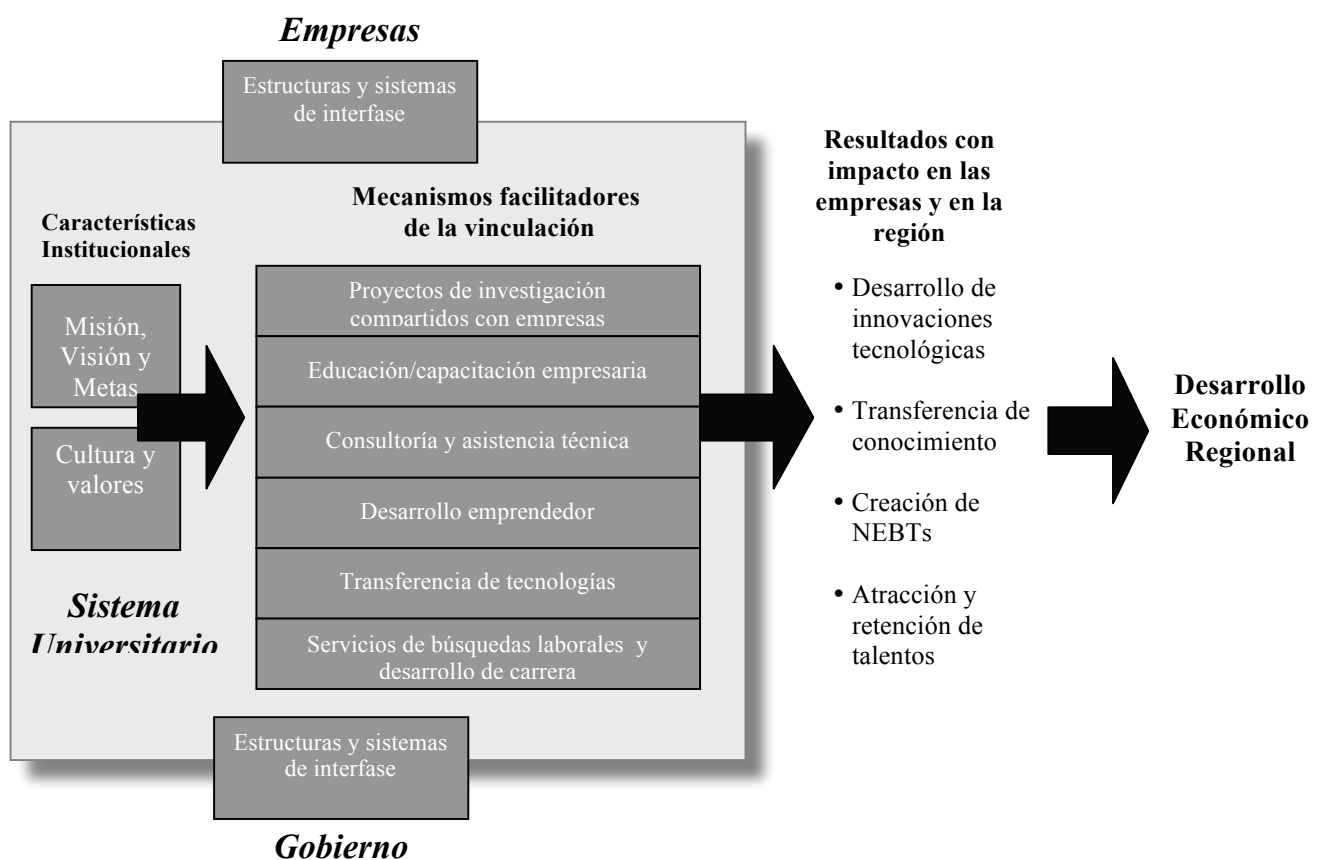 Empresas
Estructuras y sistemas
de interfase
Mecanismos facilitadores
de la vinculación
Características
Institucionales
Misión,
Visión y
Metas
Cultura y
valores
Sistema
Universitario
Proyectos de investigación
compartidos con empresas
Educación/capacitación empresaria
Consultoría y asistencia técnica
Desarrollo emprendedor
Transferencia de tecnologías
Servicios de búsquedas laborales y
desarrollo de carrera
Estructuras y sistemas
de interfase
Gobierno
Resultados con
impacto en las
empresas y en la
región
• Desarrollo de
innovaciones
tecnológicas
• Transferencia de
conocimiento
• Creación de
NEBTs
• Atracción y
retención de
talentos
Desarrollo
Económico
Regional